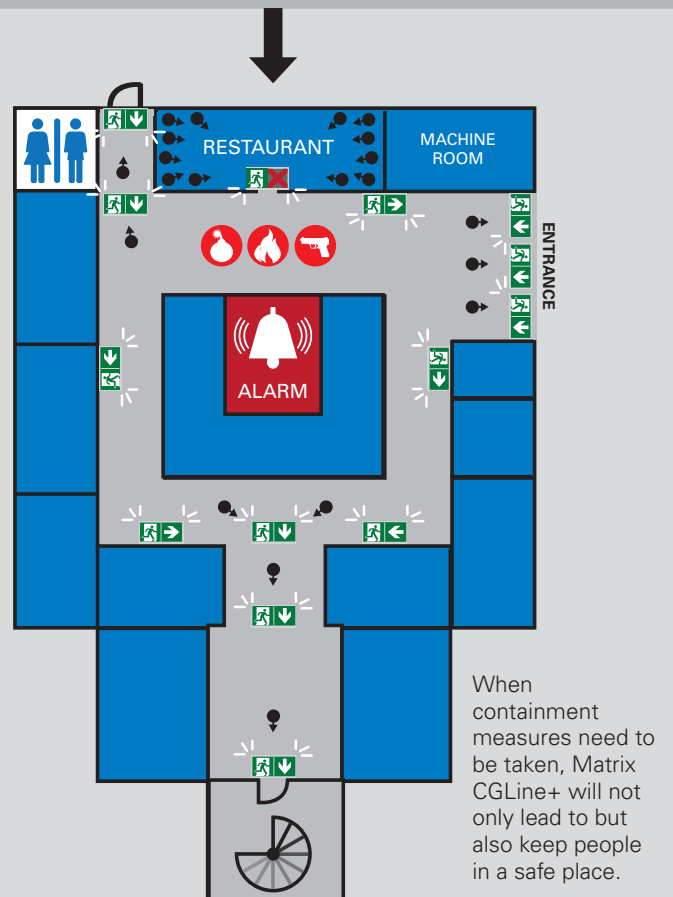 RESTAURANT
MACHINE
ROOM
ENTRANCE
ALARM
When
containment
measures need to
be taken, Matrix
CGLine+ will not
only lead to but
also keep people
in a safe place.